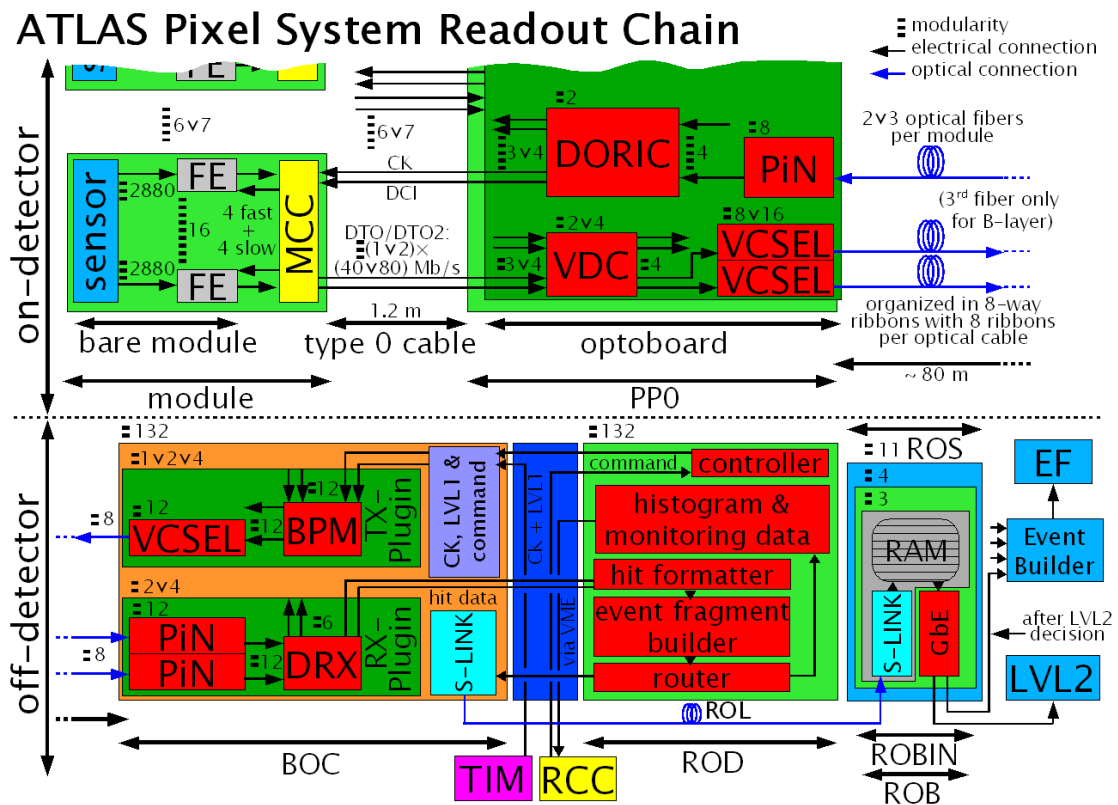 ATLAS Pixel System Readout Chain
modularity
electrical connection
optical connection
on-detector
FE
6∨7
6∨7
sensor
2880
2880
FE
FE
16
4 fast
+
4 slow
MCC
CK
DCI
DTO/DTO2:
(1∨2)×
(40∨80) Mb/s
2
3∨4
DORIC
4
8
PiN
2∨4
3∨4
VDC
4
8∨16
VCSEL
VCSEL
2∨3 optical fibers
per module
(3rd fiber only
for B-layer)
organized in 8-way
ribbons with 8 ribbons
per optical cable
1.2 m
bare module
type 0 cable
optoboard
~ 80 m
module
PP0
off-detector
132
1∨2∨4
12
VCSEL
12
12
BPM
TX-
Plugin
8
CK, LVL1 &
command
2∨4
12
PiN
PiN
12
6
DRX
RX-
Plugin
8
hit data
S-LINK
CK + LVL1
via VME
132
command
controller
histogram &
monitoring data
hit formatter
event fragment
builder
router
ROL
11 ROS
4
3
RAM
S-LINK
GbE
EF
Event
Builder
after LVL2
decision
LVL2
BOC
TIM
RCC
ROD
ROBIN
ROB